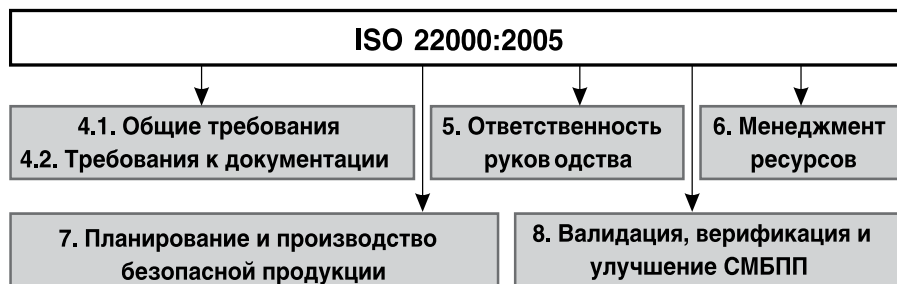 ISO 22000:2005
4.1. Общие требования
4.2. Требования к документации
5. Ответственность
руков одства
6. Менеджмент
ресурсов
7. Планирование и производство
безопасной продукции
8. Валидация, верификация и
улучшение СМБПП